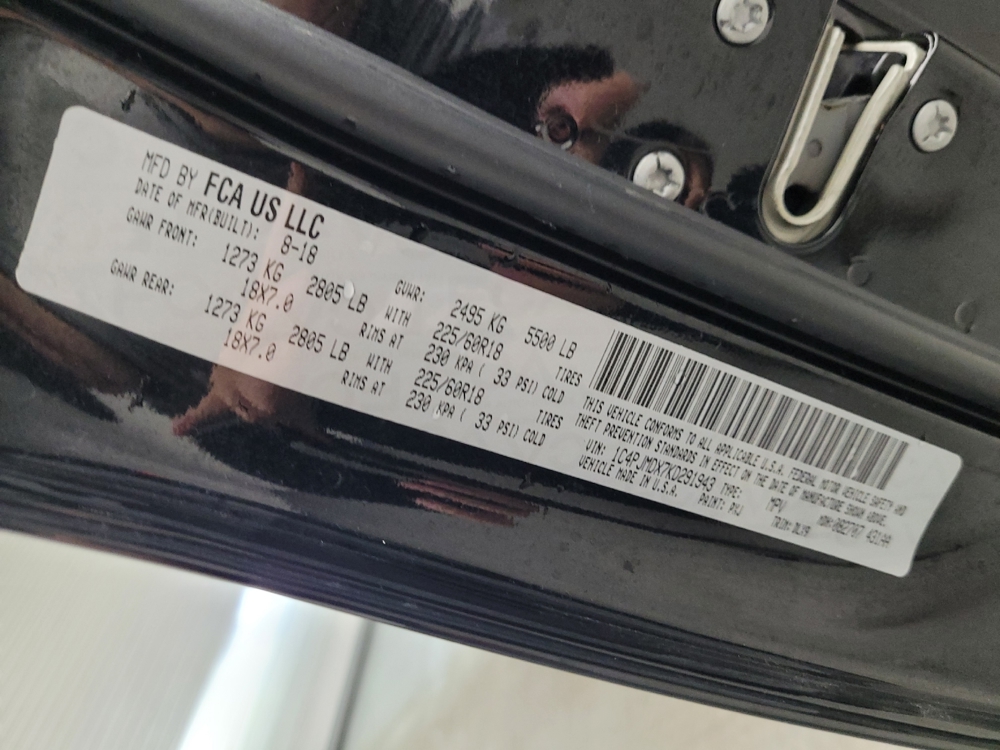 MFD BY FCA US LLC
DATE OF MFR(BUILT): 8-18
GVWR: 2495 KG 5500 LB
GAWR FRONT: 1273 KG 2805 LB WITH 225/60R18 TIRES
18X7.0 RIMS AT 230 KPA ( 33 PSI) COLD
GAWR REAR: 1273 KG 2805 LB WITH 225/60R18 TIRES
18X7.0 RIMS AT 230 KPA ( 33 PSI) COLD
THIS VEHICLE CONFORMS TO ALL APPLICABLE U.S.A. FEDERAL MOTOR VEHICLE SAFETY AND
THEFT PREVENTION STANDARDS IN EFFECT ON THE DATE OF MANUFACTURE SHOWN ABOVE.
VIN: 1C4PJMDX7KD291943 TYPE: MPV
VEHICLE MADE IN U.S.A. PAINT: PXJ TRIM: